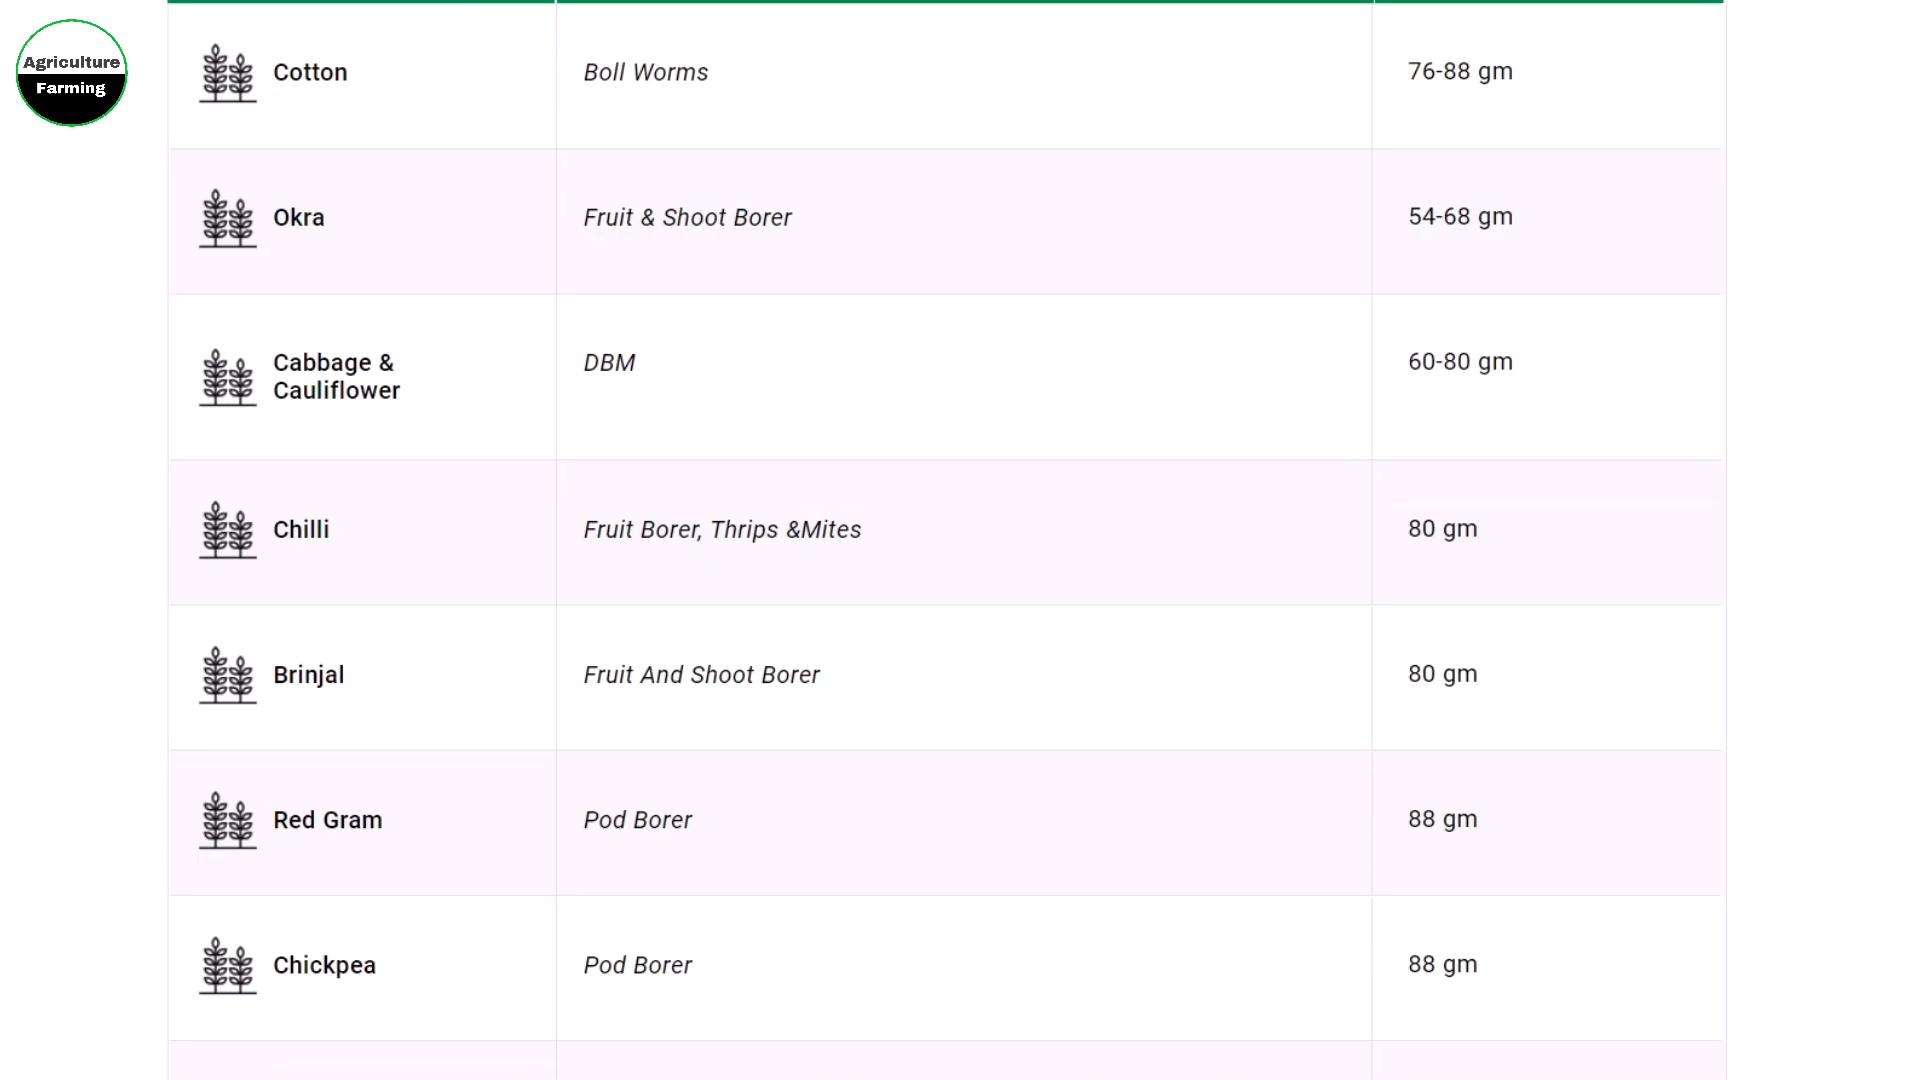 Agriculture
Farming
Cotton
Boll Worms
76-88 gm
Okra
Fruit & Shoot Borer
54-68 gm
Cabbage &
Cauliflower
DBM
60-80 gm
Chilli
Fruit Borer, Thrips &Mites
80 gm
Brinjal
Fruit And Shoot Borer
80 gm
Red Gram
Pod Borer
88 gm
Chickpea
Pod Borer
88 gm